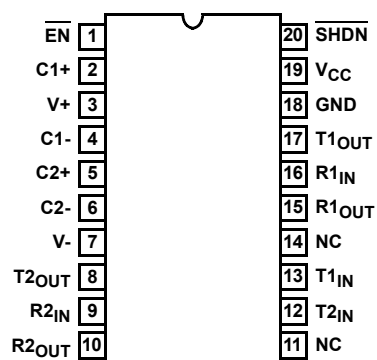 EN 1 20 SHDN
C1+ 2 19 VCC
V+ 3 18 GND
C1- 4 17 T1OUT
C2+ 5 16 R1IN
C2- 6 15 R1OUT
V- 7 14 NC
T2OUT 8 13 T1IN
R2IN 9 12 T2IN
R2OUT 10 11 NC